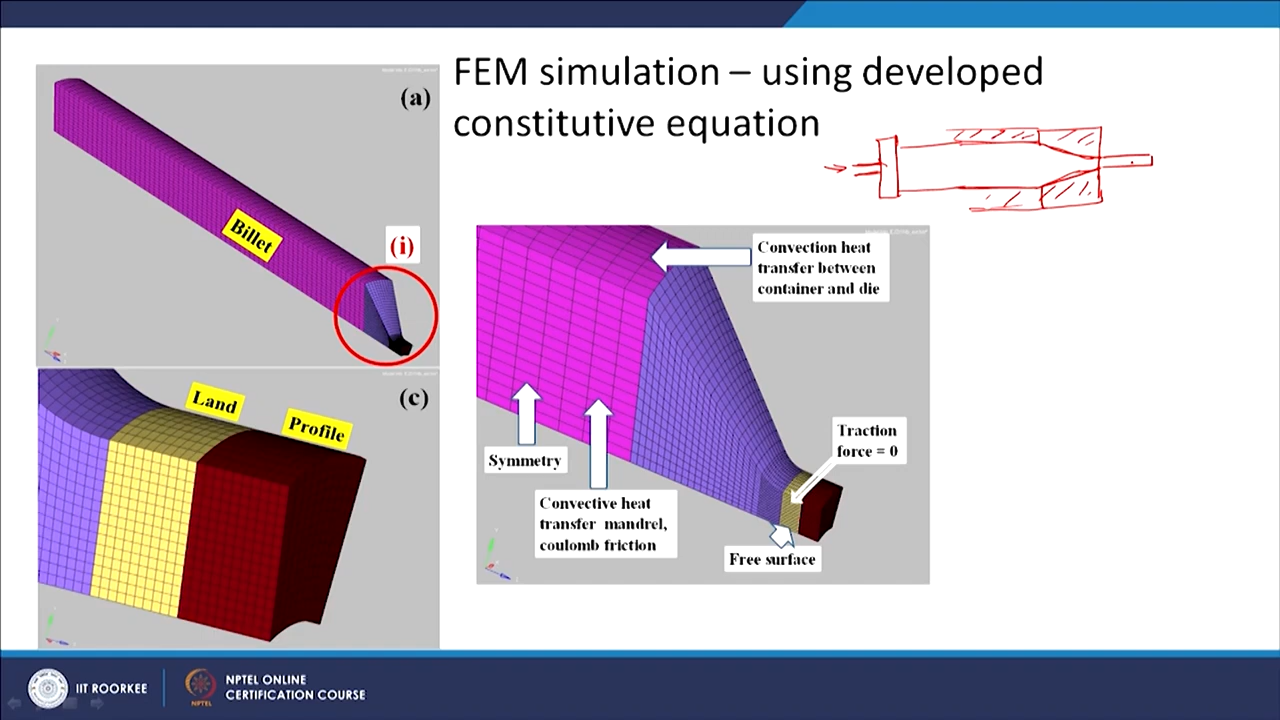 FEM simulation – using developed
constitutive equation
(a)
Billet
(i)
(c)
Land
Profile
Convection heat
transfer between
container and die
Symmetry
Convective heat
transfer mandrel,
coulomb friction
Traction
force = 0
Free surface
IIT ROORKEE
NPTEL ONLINE
CERTIFICATION COURSE
NPTEL